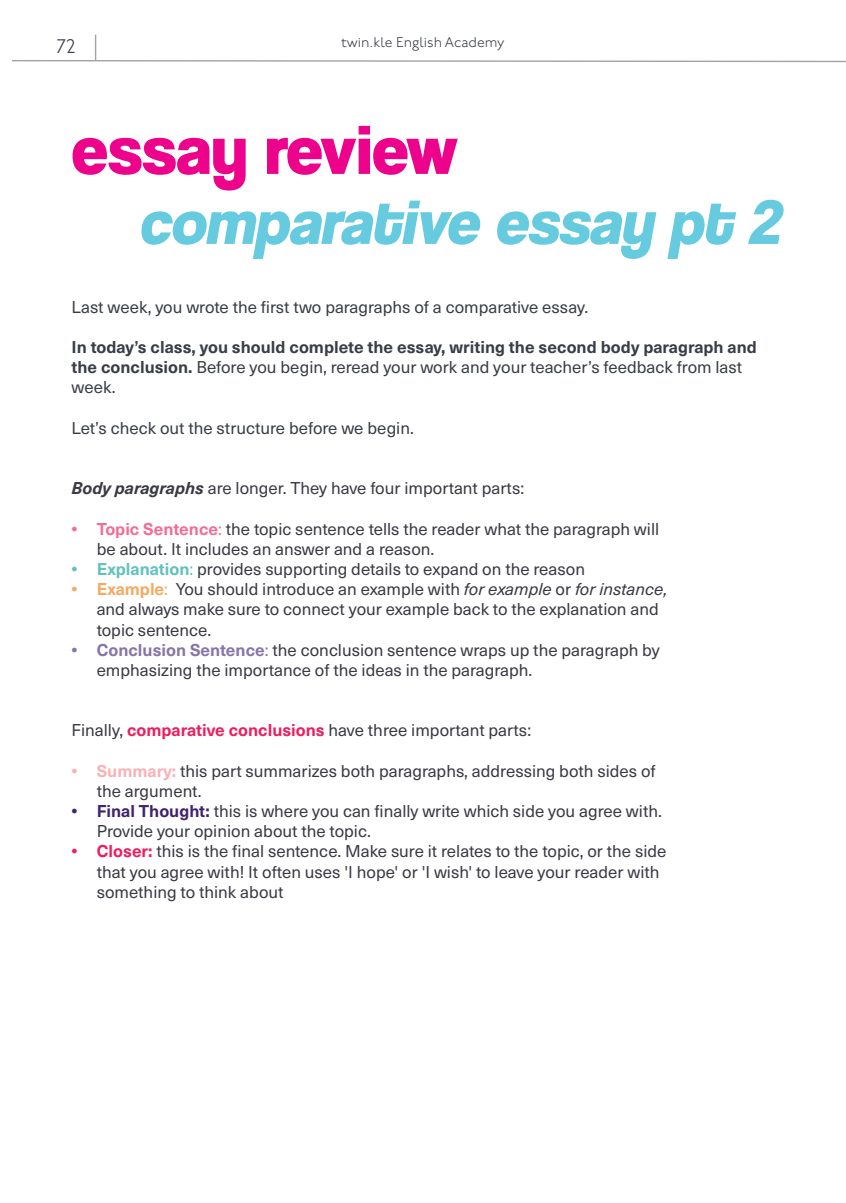 72
twin.kle English Academy
essay review
comparative essay pt 2
Last week, you wrote the first two paragraphs of a comparative essay.
In today’s class, you should complete the essay, writing the second body paragraph and
the conclusion. Before you begin, reread your work and your teacher’s feedback from last
week.
Let’s check out the structure before we begin.
Body paragraphs are longer. They have four important parts:
• Topic Sentence: the topic sentence tells the reader what the paragraph will
be about. It includes an answer and a reason.
• Explanation: provides supporting details to expand on the reason
• Example:  You should introduce an example with for example or for instance,
and always make sure to connect your example back to the explanation and
topic sentence.
• Conclusion Sentence: the conclusion sentence wraps up the paragraph by
emphasizing the importance of the ideas in the paragraph.
Finally, comparative conclusions have three important parts:
• Summary: this part summarizes both paragraphs, addressing both sides of
the argument.
• Final Thought: this is where you can finally write which side you agree with.
Provide your opinion about the topic.
• Closer: this is the final sentence. Make sure it relates to the topic, or the side
that you agree with! It often uses 'I hope' or 'I wish' to leave your reader with
something to think about